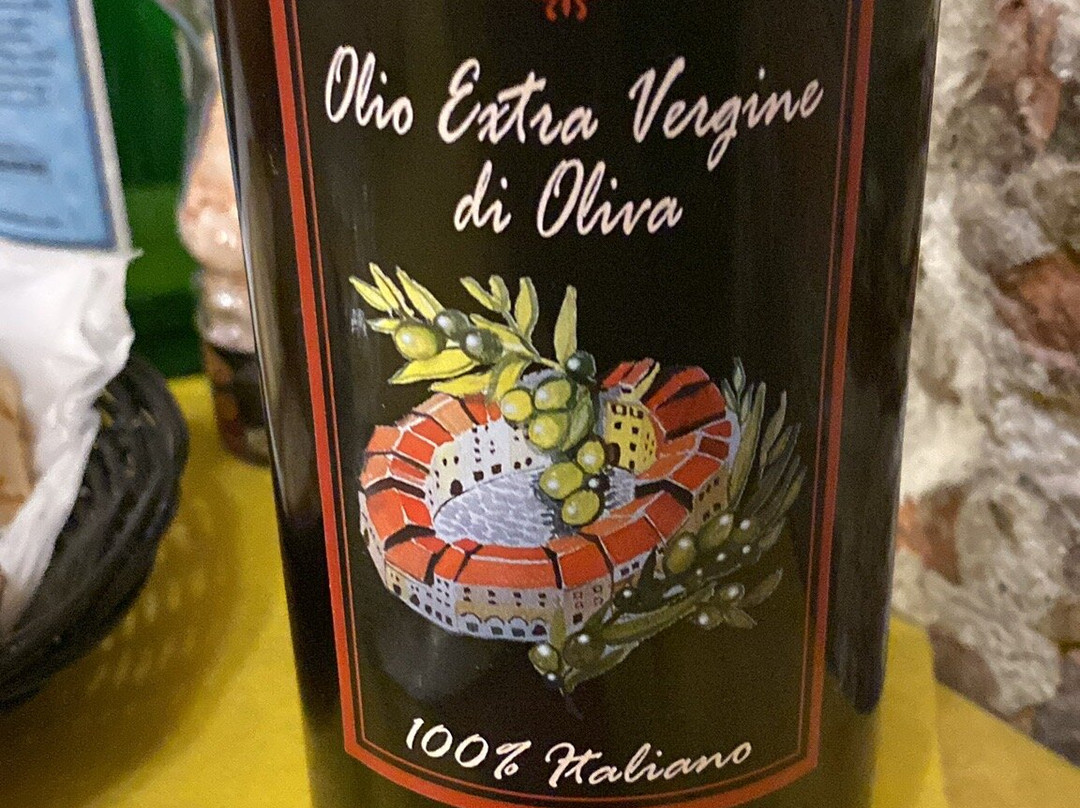 Olio Extra Vergine
di Oliva
100% Italiano